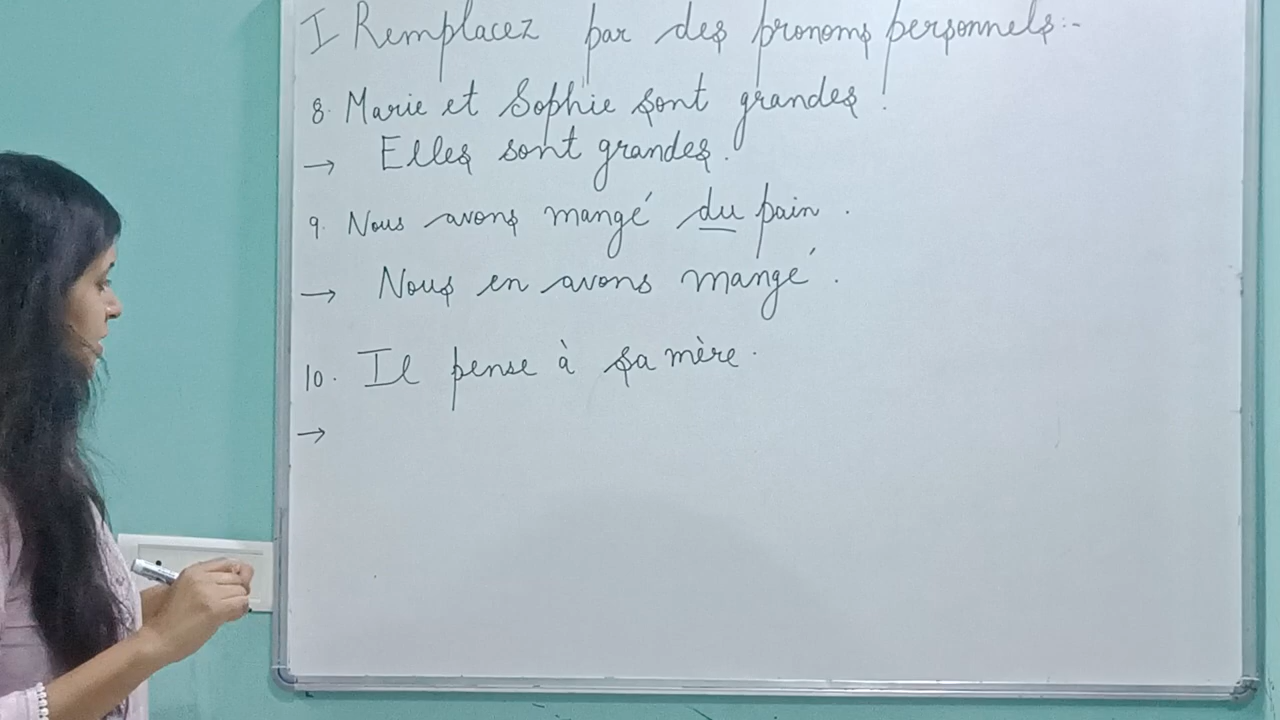 I Remplacez par des pronoms personnels:-
8. Marie et Sophie sont grandes.
→ Elles sont grandes.
9. Nous avons mangé du pain.
→ Nous en avons mangé.
10. Il pense à sa mère.
→